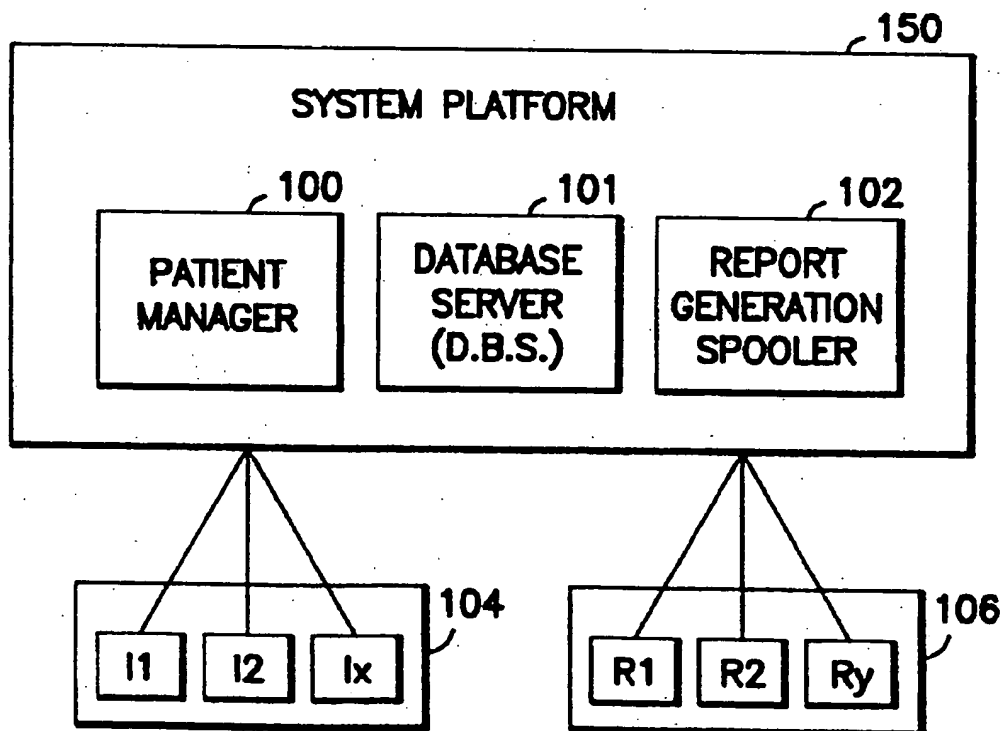 150
SYSTEM PLATFORM
100
101
102
PATIENT
MANAGER
DATABASE
SERVER
(D.B.S.)
REPORT
GENERATION
SPOOLER
104
I1
I2
Ix
106
R1
R2
Ry